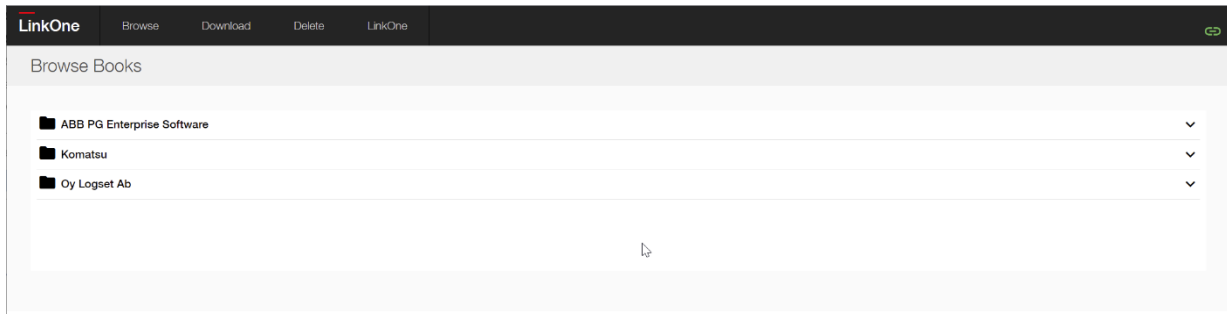 LinkOne Browse Download Delete LinkOne
Browse Books
ABB PG Enterprise Software
Komatsu
Oy Logset Ab